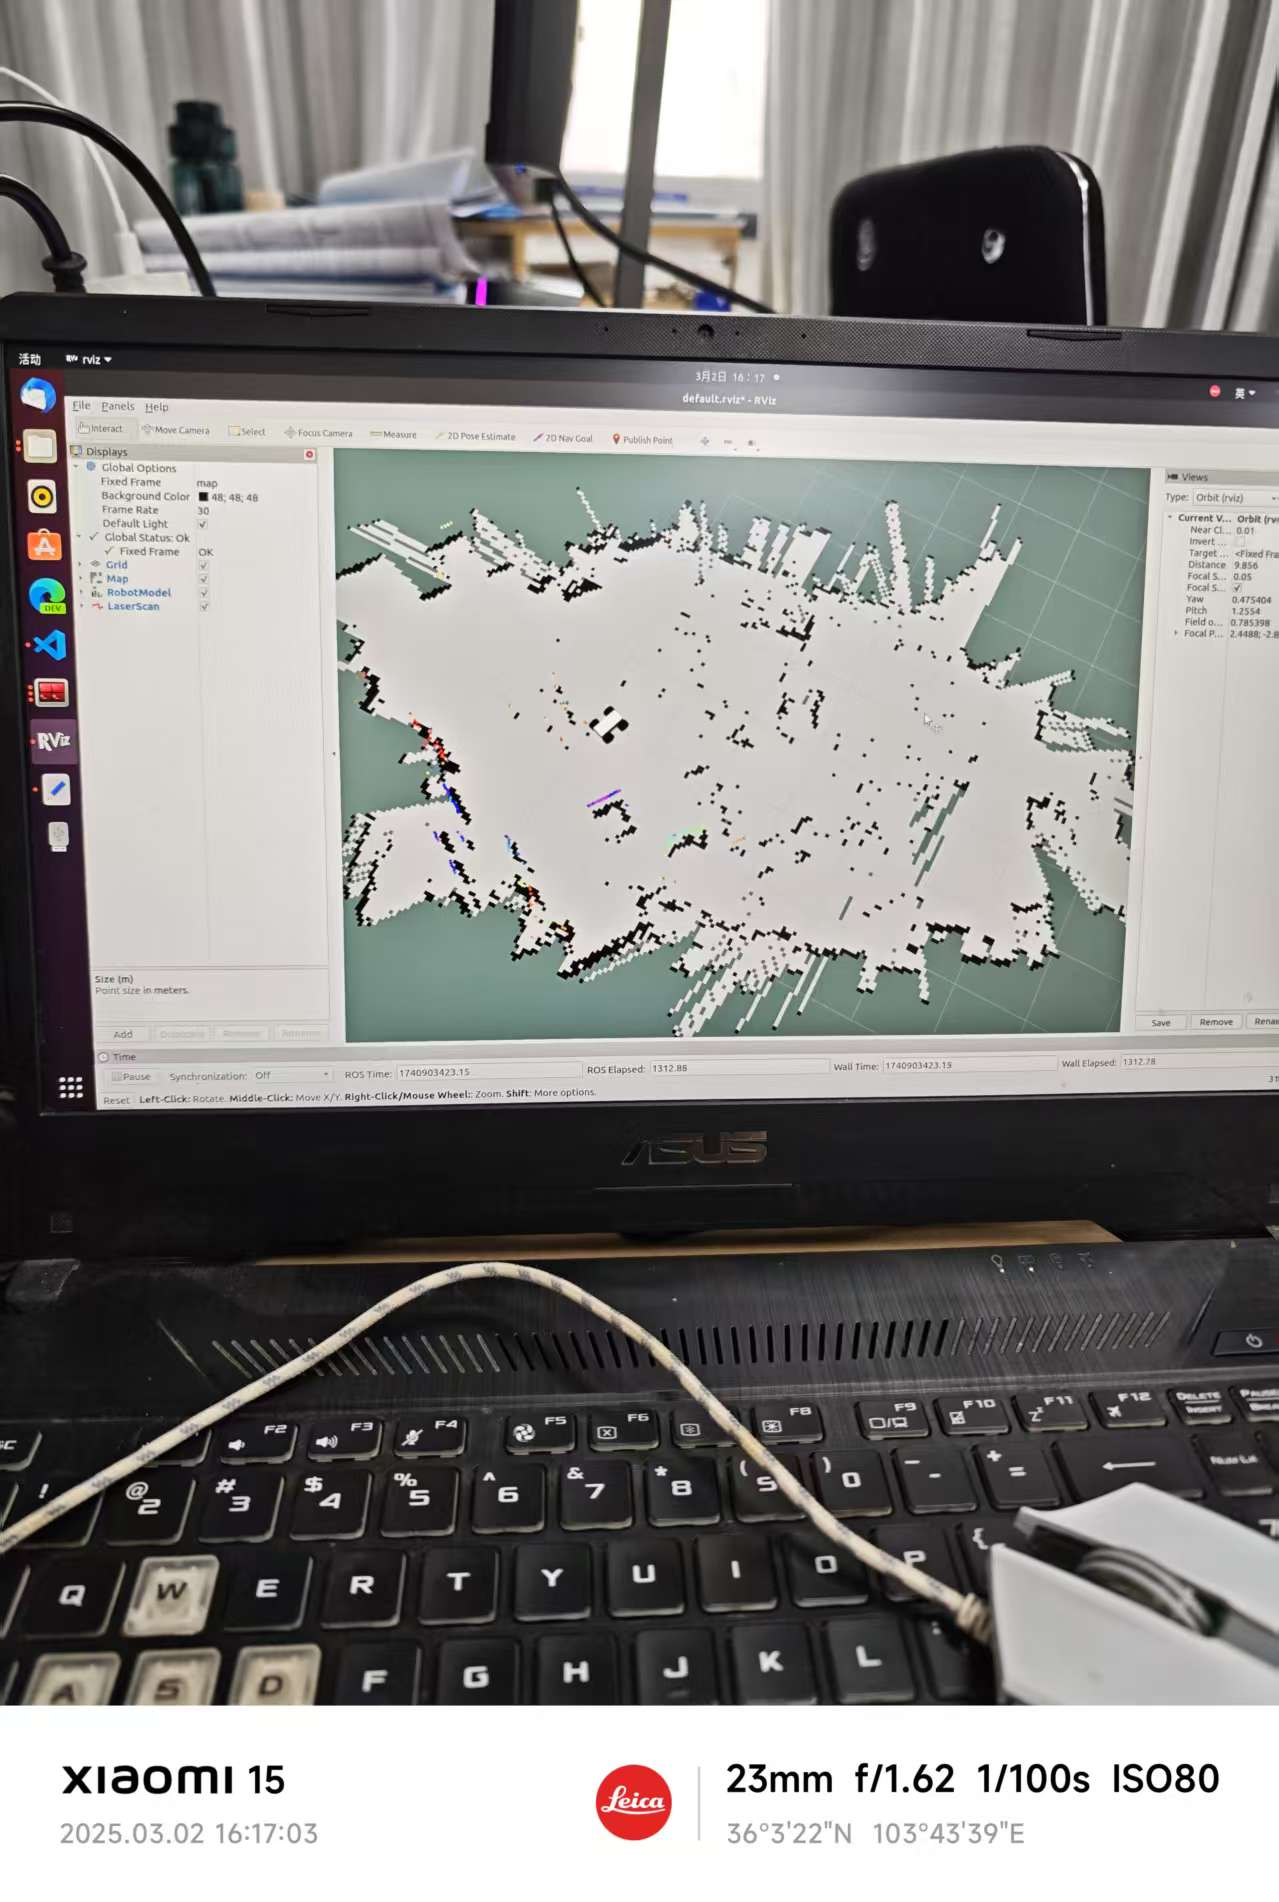 活动
RViz rviz
3月2日 16:17
英
default.rviz* - RViz
File Panels Help
Interact Move Camera Select Focus Camera Measure 2D Pose Estimate 2D Nav Goal Publish Point
Displays
Global Options
Fixed Frame map
Background Color 48; 48; 48
Frame Rate 30
Default Light
Global Status: Ok
Fixed Frame OK
Grid
Map
RobotModel
LaserScan
DEV
RViz
Size (m)
Point size in meters.
Add Duplicate Remove Rename
Views
Type: Orbit (rviz)
Current V... Orbit (rv
Near Cl... 0.01
Invert ...
Target ... <Fixed Fra
Distance 9.856
Focal S... 0.05
Focal S...
Yaw 0.475404
Pitch 1.2554
Field o... 0.785398
Focal P... 2.4488; -2.8
Save Remove Rena
Time
Pause Synchronization: Off ROS Time: 1740903423.15 ROS Elapsed: 1312.88 Wall Time: 1740903423.15 Wall Elapsed: 1312.78
Reset Left-Click: Rotate. Middle-Click: Move X/Y. Right-Click/Mouse Wheel:: Zoom. Shift: More options.
ASUS
F2 F3 F4 F5 F6 F8 F9 F10 F11 F12 DELETE INSERT
! @ 2 # 3 $ 4 % 5 ^ 6 & 7 * 8 ( ) 0 - + =
Q W E R T Y U I O P {
A S D F G H J K L
XIAOMI 15
2025.03.02 16:17:03
Leica
23mm f/1.62 1/100s ISO80
36°3'22"N 103°43'39"E